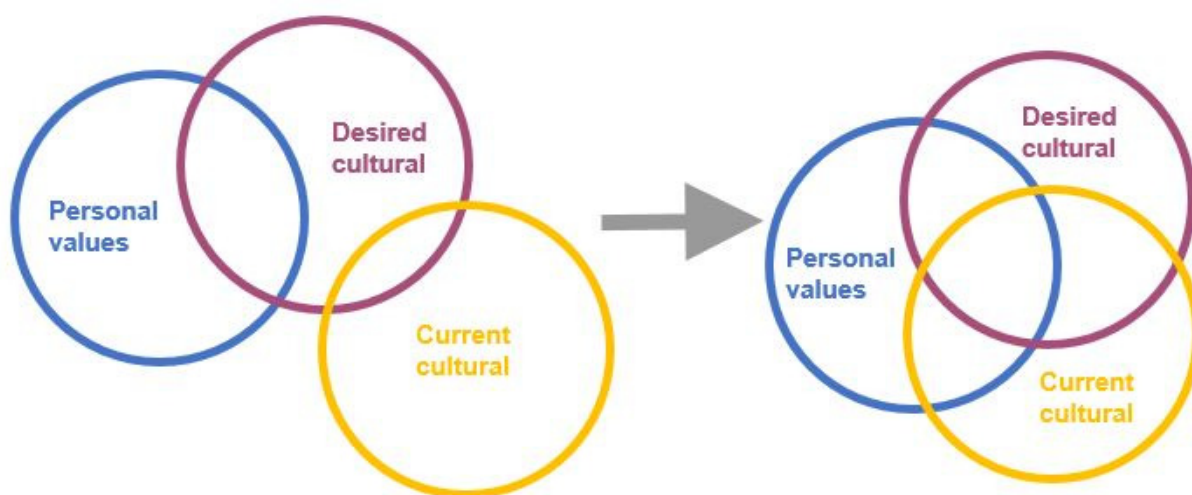 Desired
cultural
Personal
values
Current
cultural
Desired
cultural
Personal
values
Current
cultural